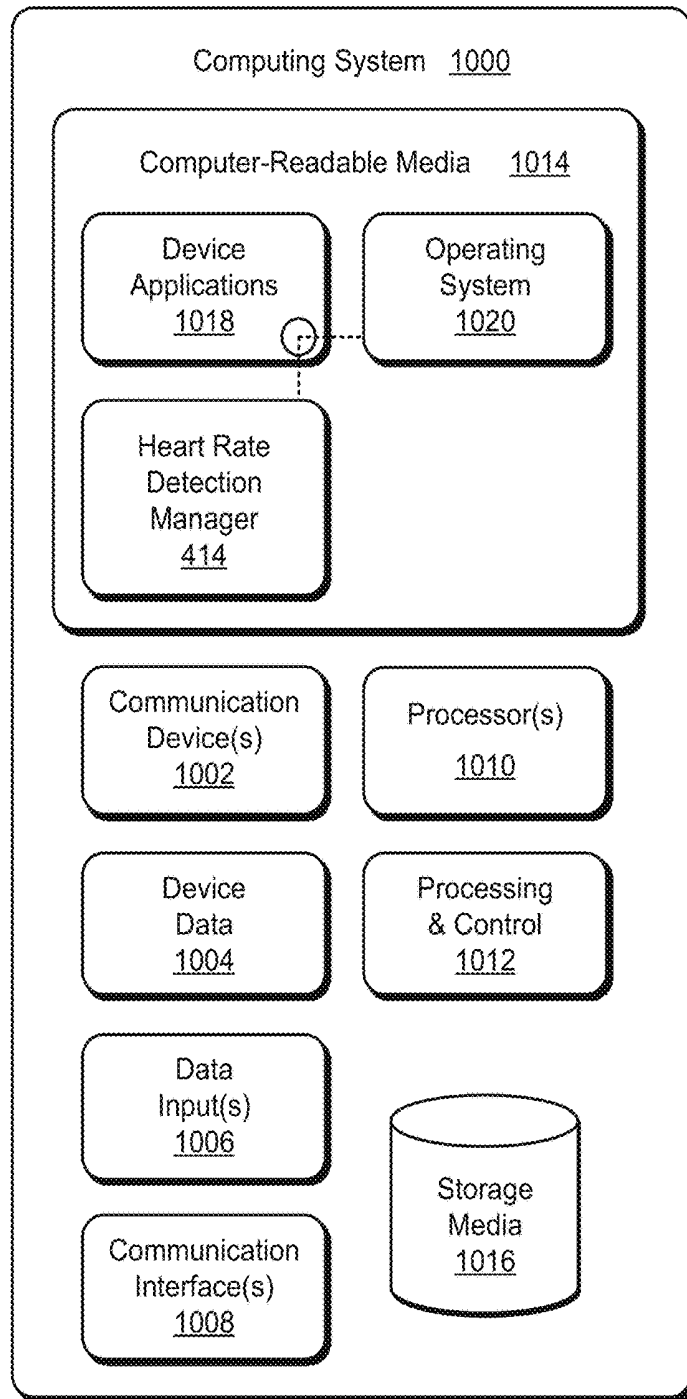 Computing System 1000
Computer-Readable Media 1014
Device
Applications
1018
Operating
System
1020
Heart Rate
Detection
Manager
414
Communication
Device(s)
1002
Processor(s)
1010
Device
Data
1004
Processing
& Control
1012
Data
Input(s)
1006
Storage
Media
1016
Communication
Interface(s)
1008